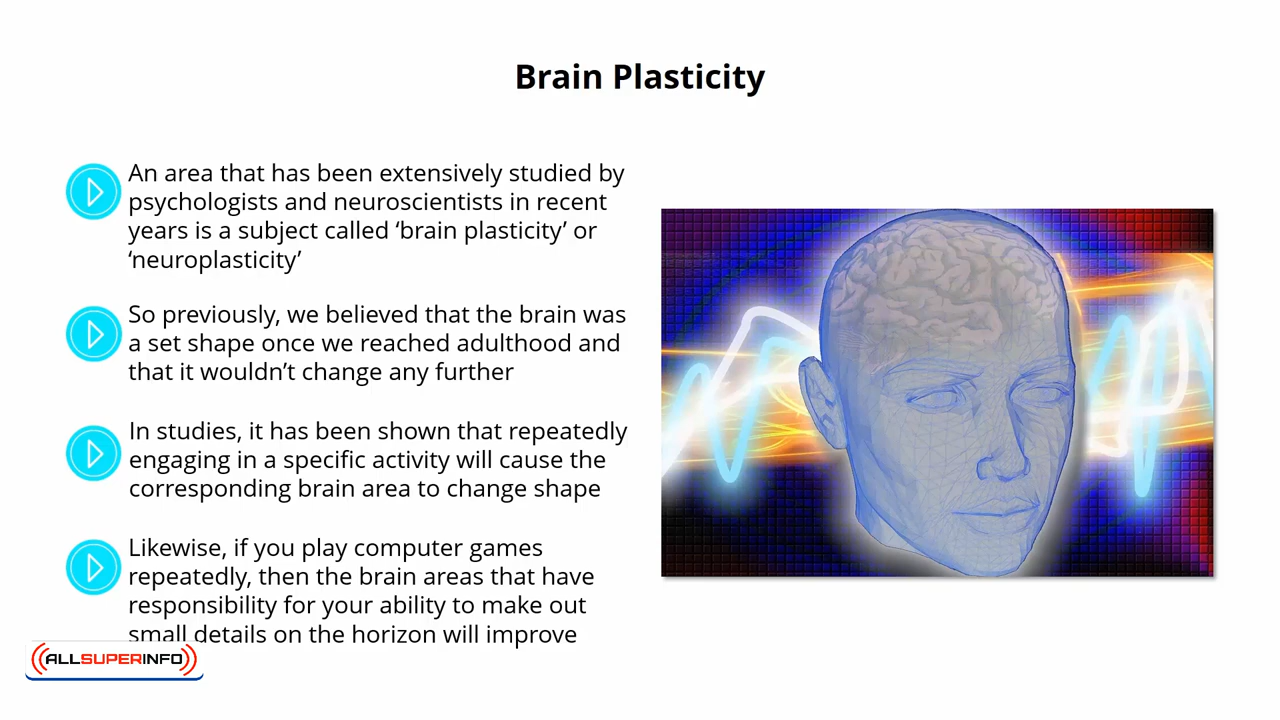 Brain Plasticity
An area that has been extensively studied by
psychologists and neuroscientists in recent
years is a subject called ‘brain plasticity’ or
‘neuroplasticity’
So previously, we believed that the brain was
a set shape once we reached adulthood and
that it wouldn’t change any further
In studies, it has been shown that repeatedly
engaging in a specific activity will cause the
corresponding brain area to change shape
Likewise, if you play computer games
repeatedly, then the brain areas that have
responsibility for your ability to make out
small details on the horizon will improve
ALLSUPERINFO